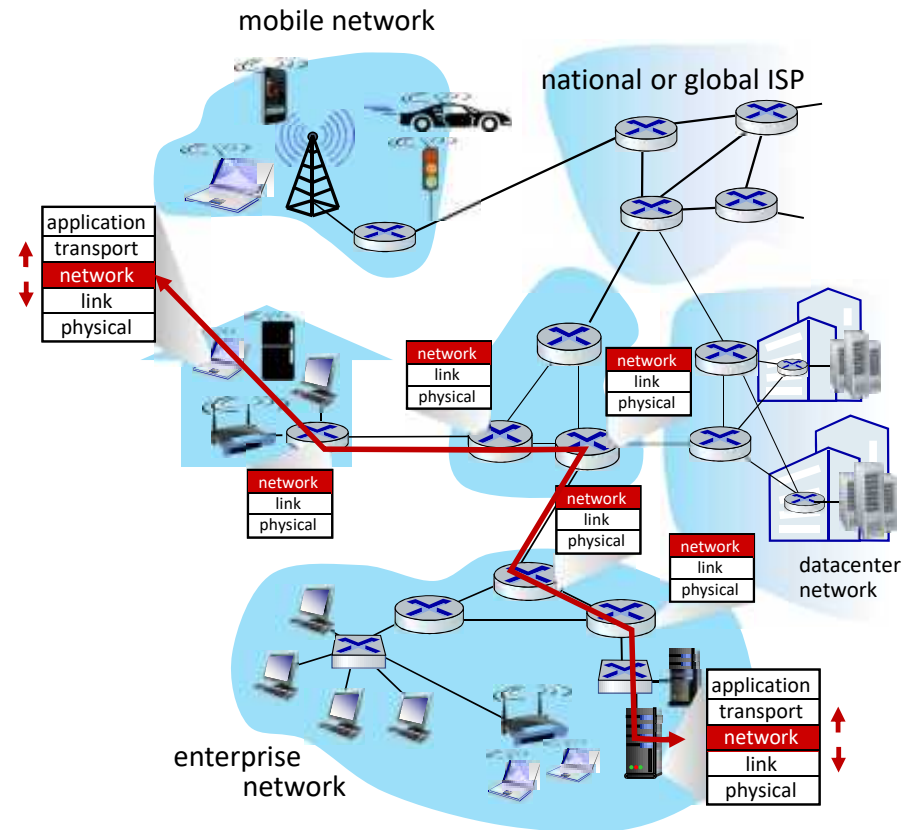 mobile network
national or global ISP
application
transport
network
link
physical
network
link
physical
network
link
physical
network
link
physical
network
link
physical
network
link
physical
datacenter
network
application
transport
network
link
physical
enterprise
network